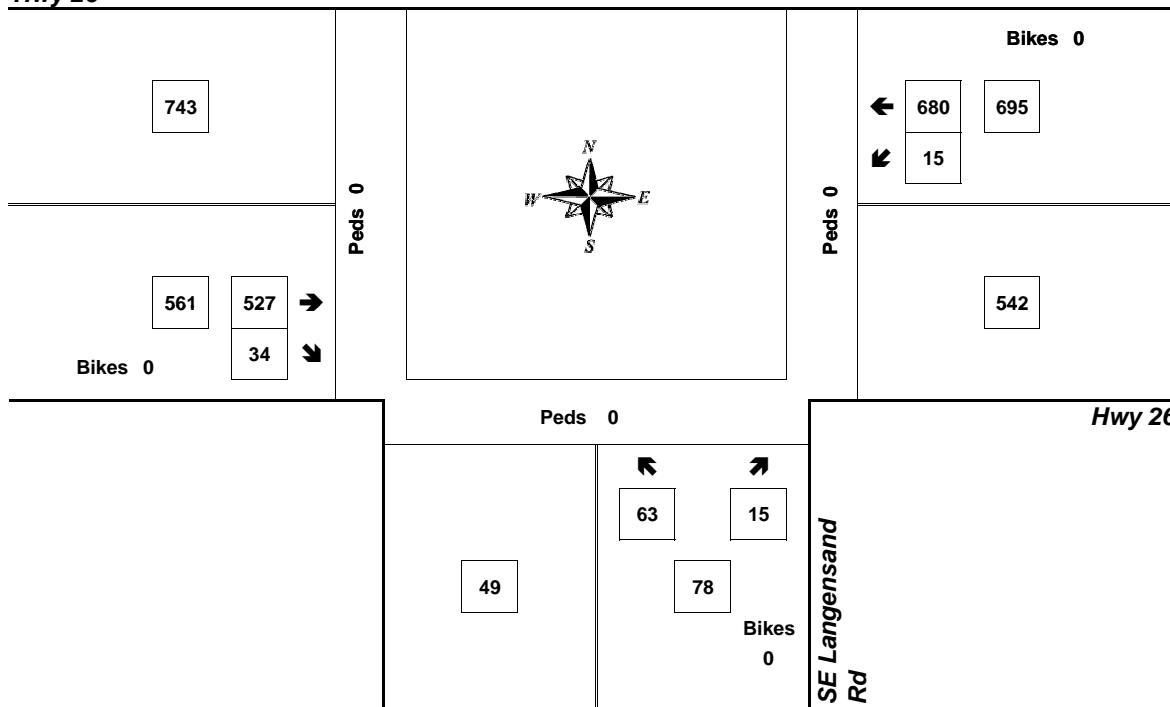 Hwy 26
Bikes 0
743
680 695
15
N
W E
S
Peds 0
Peds 0
561 527
34
542
Bikes 0
Peds 0
Hwy 26
63 15
49 78
Bikes
0
SE Langensand
Rd